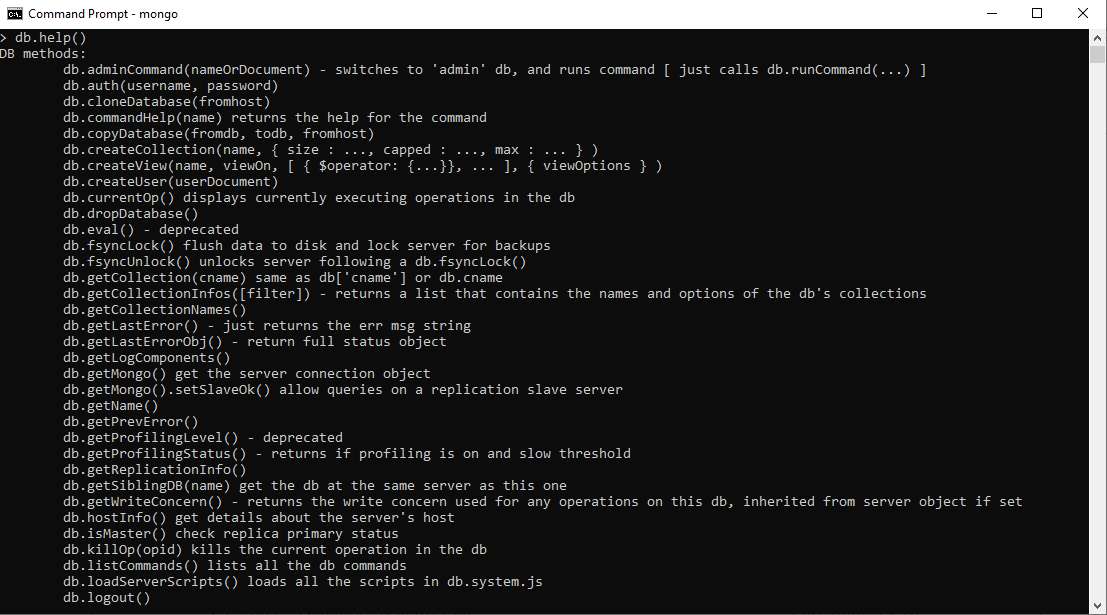 Command Prompt - mongo
> db.help()
DB methods:
db.adminCommand(nameOrDocument) - switches to 'admin' db, and runs command [ just calls db.runCommand(...) ]
db.auth(username, password)
db.cloneDatabase(fromhost)
db.commandHelp(name) returns the help for the command
db.copyDatabase(fromdb, todb, fromhost)
db.createCollection(name, { size : ..., capped : ..., max : ... } )
db.createView(name, viewOn, [ { $operator: {...}}, ... ], { viewOptions } )
db.createUser(userDocument)
db.currentOp() displays currently executing operations in the db
db.dropDatabase()
db.eval() - deprecated
db.fsyncLock() flush data to disk and lock server for backups
db.fsyncUnlock() unlocks server following a db.fsyncLock()
db.getCollection(cname) same as db['cname'] or db.cname
db.getCollectionInfos([filter]) - returns a list that contains the names and options of the db's collections
db.getCollectionNames()
db.getLastError() - just returns the err msg string
db.getLastErrorObj() - return full status object
db.getLogComponents()
db.getMongo() get the server connection object
db.getMongo().setSlaveOk() allow queries on a replication slave server
db.getName()
db.getPrevError()
db.getProfilingLevel() - deprecated
db.getProfilingStatus() - returns if profiling is on and slow threshold
db.getReplicationInfo()
db.getSiblingDB(name) get the db at the same server as this one
db.getWriteConcern() - returns the write concern used for any operations on this db, inherited from server object if set
db.hostInfo() get details about the server's host
db.isMaster() check replica primary status
db.killOp(opid) kills the current operation in the db
db.listCommands() lists all the db commands
db.loadServerScripts() loads all the scripts in db.system.js
db.logout()